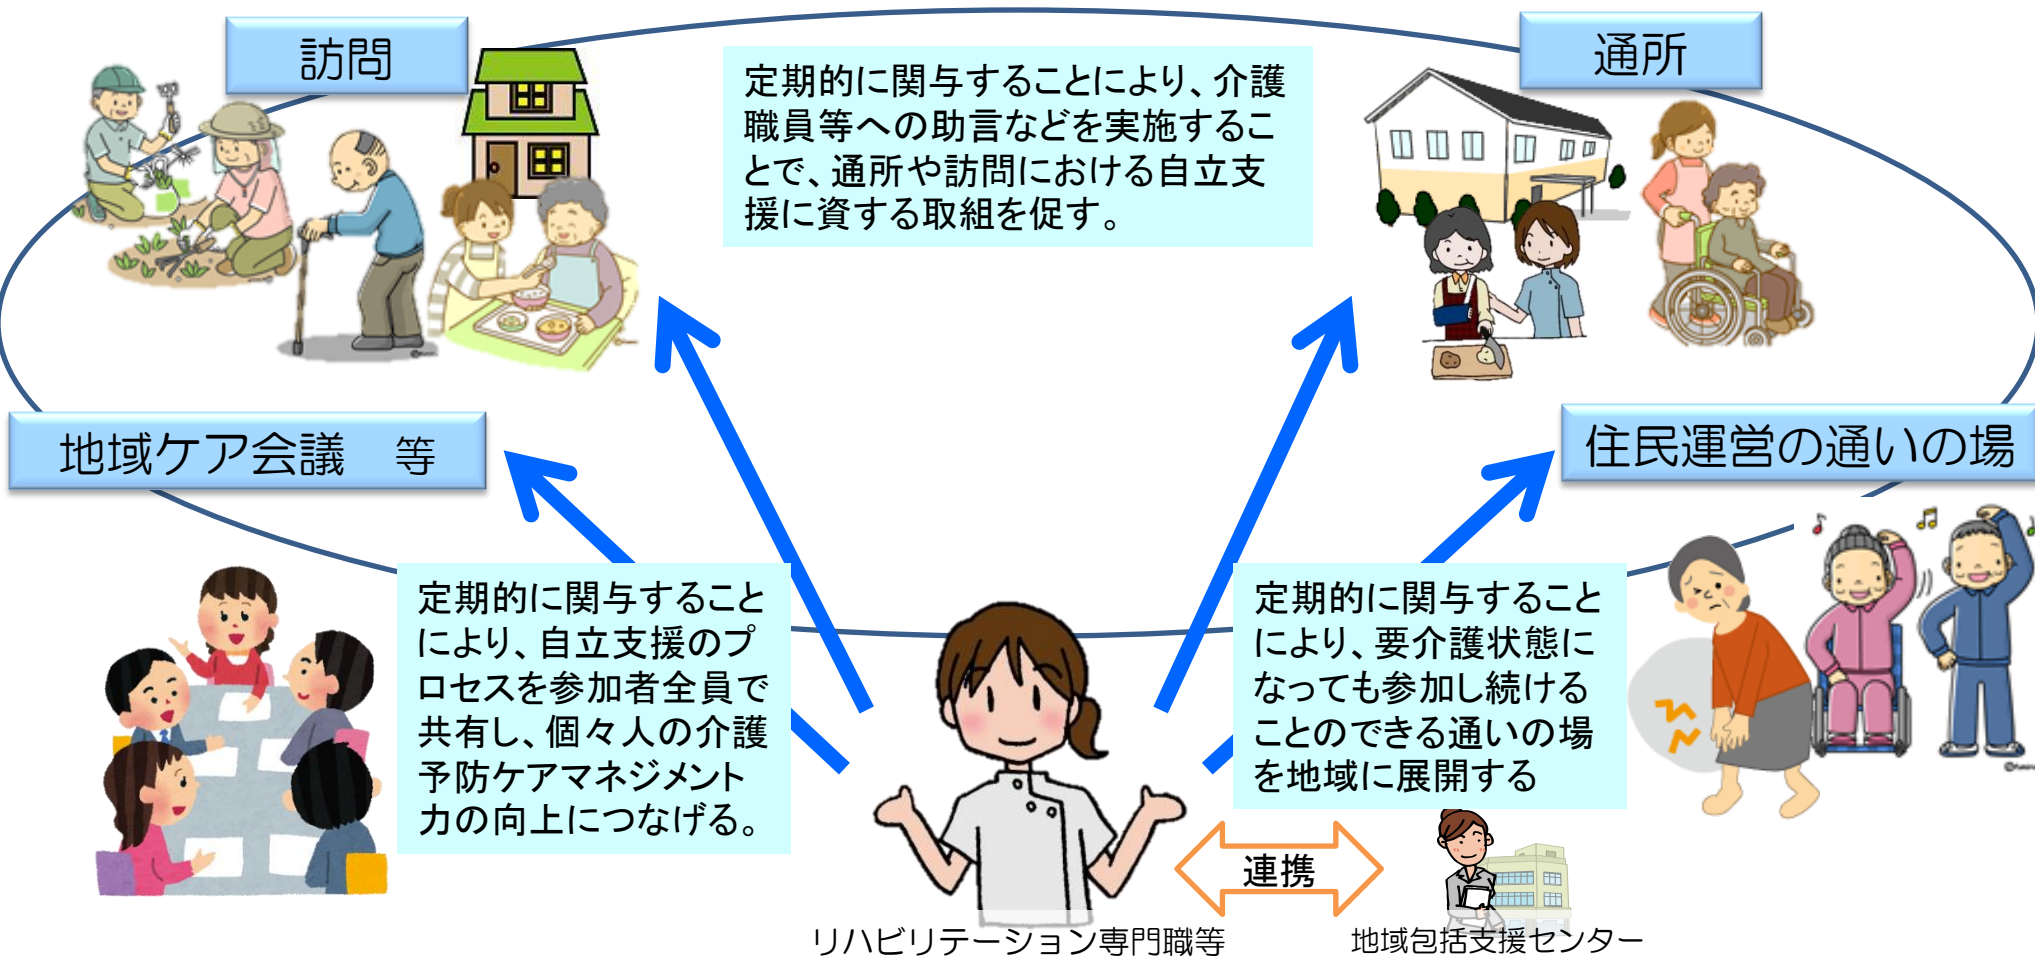 訪問
通所
定期的に関与することにより、介護
職員等への助言などを実施するこ
とで、通所や訪問における自立支
援に資する取組を促す。
地域ケア会議　等
住民運営の通いの場
定期的に関与すること
により、自立支援のプ
ロセスを参加者全員で
共有し、個々人の介護
予防ケアマネジメント
力の向上につなげる。
定期的に関与すること
により、要介護状態に
なっても参加し続ける
ことのできる通いの場
を地域に展開する
連携
リハビリテーション専門職等
地域包括支援センター